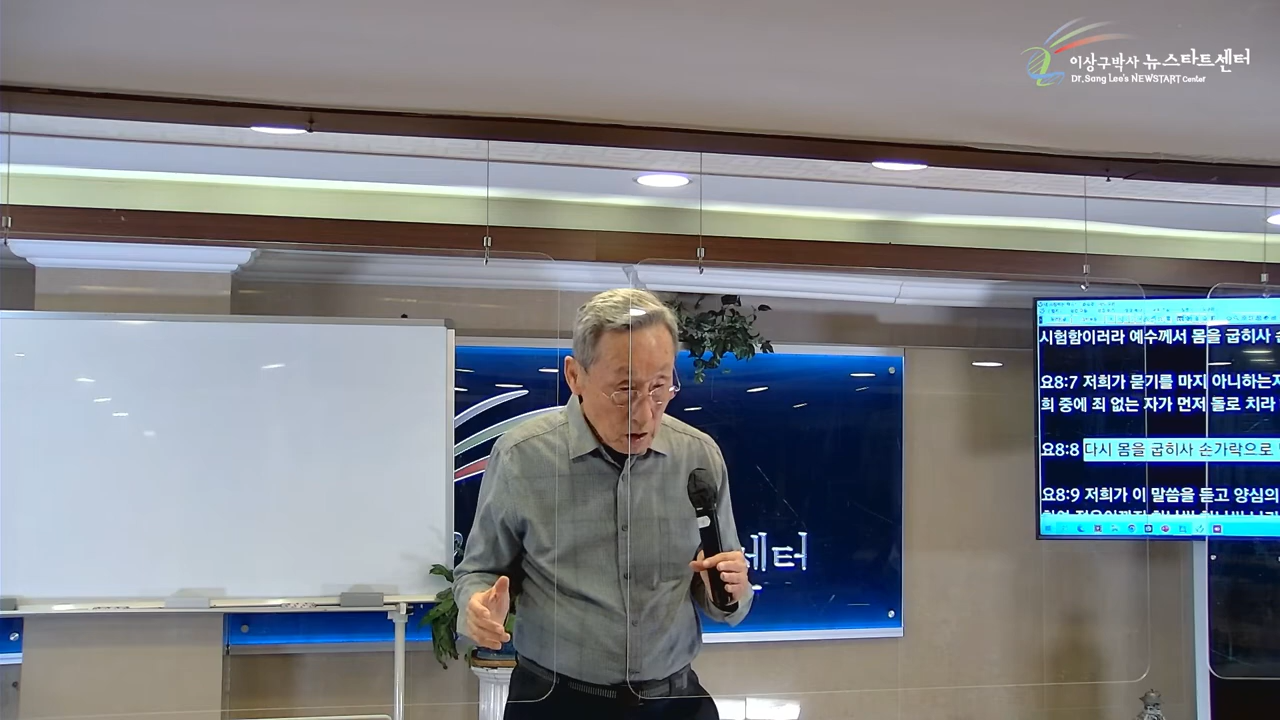 이상구박사 뉴스타트센터
Dr. Sang Lee's NEWSTART Center
시험함이러라 예수께서 몸을 굽히사
요8:7 저희가 묻기를 마지 아니하는지
희 중에 죄 없는 자가 먼저 돌로 치라
요8:8 다시 몸을 굽히사 손가락으로
요8:9 저희가 이 말씀을 듣고 양심의
센터